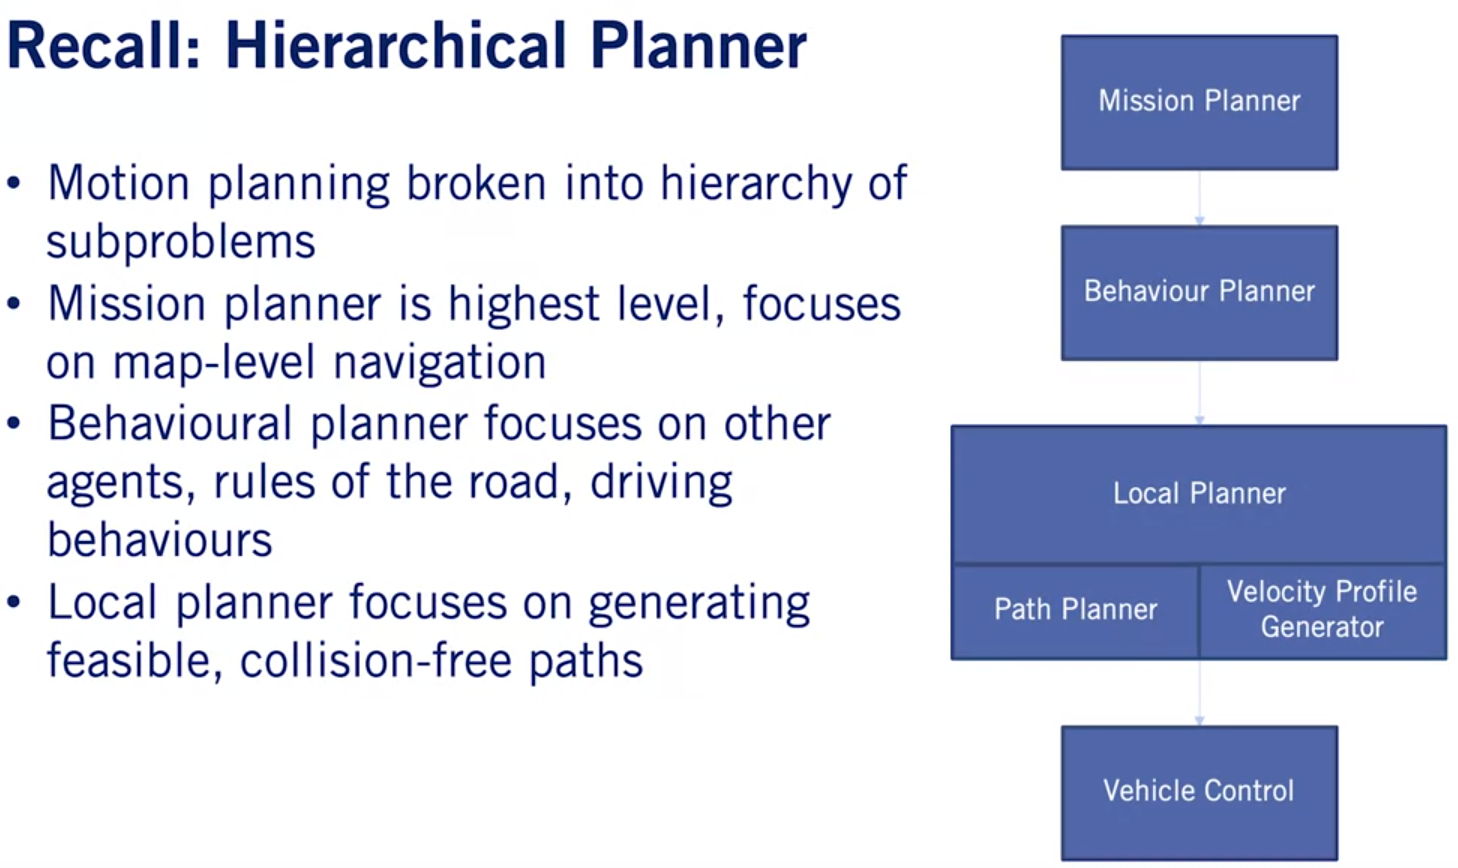 Recall: Hierarchical Planner
• Motion planning broken into hierarchy of
subproblems
• Mission planner is highest level, focuses
on map-level navigation
• Behavioural planner focuses on other
agents, rules of the road, driving
behaviours
• Local planner focuses on generating
feasible, collision-free paths
Mission Planner
Behaviour Planner
Local Planner
Path Planner
Velocity Profile
Generator
Vehicle Control